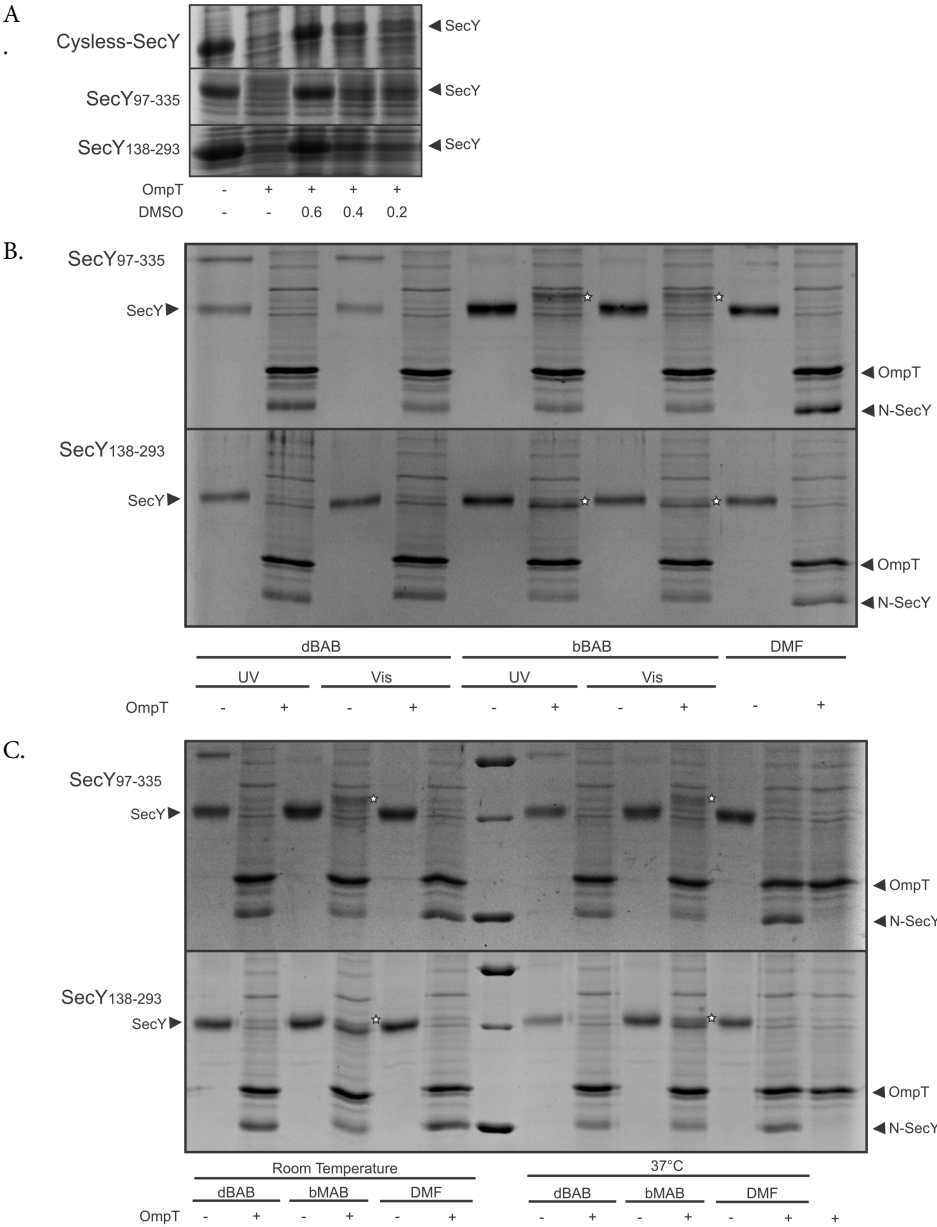 A
.
Cysless-SecY
◄ SecY
SecY97-335
◄ SecY
SecY138-293
◄ SecY
OmpT - + + + +
DMSO - - 0.6 0.4 0.2
B.
SecY97-335
SecY►
◄ OmpT
◄ N-SecY
SecY138-293
SecY►
◄ OmpT
◄ N-SecY
dBAB bBAB DMF
UV Vis UV Vis
OmpT - + - + - + - + - +
C.
SecY97-335
SecY►
◄ OmpT
◄ N-SecY
SecY138-293
SecY►
◄ OmpT
◄ N-SecY
Room Temperature 37°C
dBAB bMAB DMF dBAB bMAB DMF
OmpT - + - + - + - + - + - + +